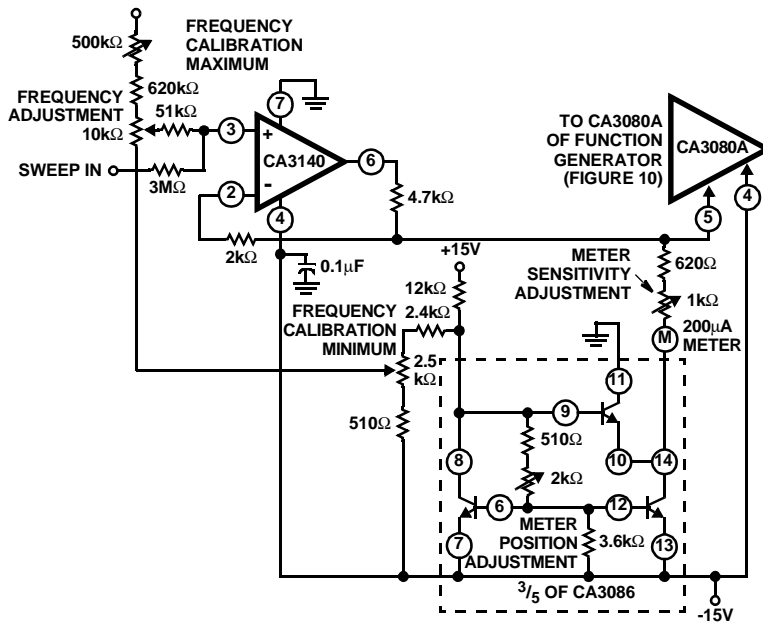 FREQUENCY
CALIBRATION
MAXIMUM
500kΩ
620kΩ
FREQUENCY
ADJUSTMENT
10kΩ
51kΩ
7
3
+
CA3140
6
SWEEP IN
3MΩ
2
-
4
4.7kΩ
2kΩ
0.1µF
TO CA3080A
OF FUNCTION
GENERATOR
(FIGURE 10)
CA3080A
4
5
+15V
12kΩ
METER
SENSITIVITY
ADJUSTMENT
620Ω
1kΩ
M
200µA
METER
FREQUENCY
CALIBRATION
MINIMUM
2.4kΩ
2.5
kΩ
510Ω
11
9
510Ω
8
10
14
2kΩ
6
12
7
METER
POSITION
ADJUSTMENT
3.6kΩ
13
3/5 OF CA3086
-15V